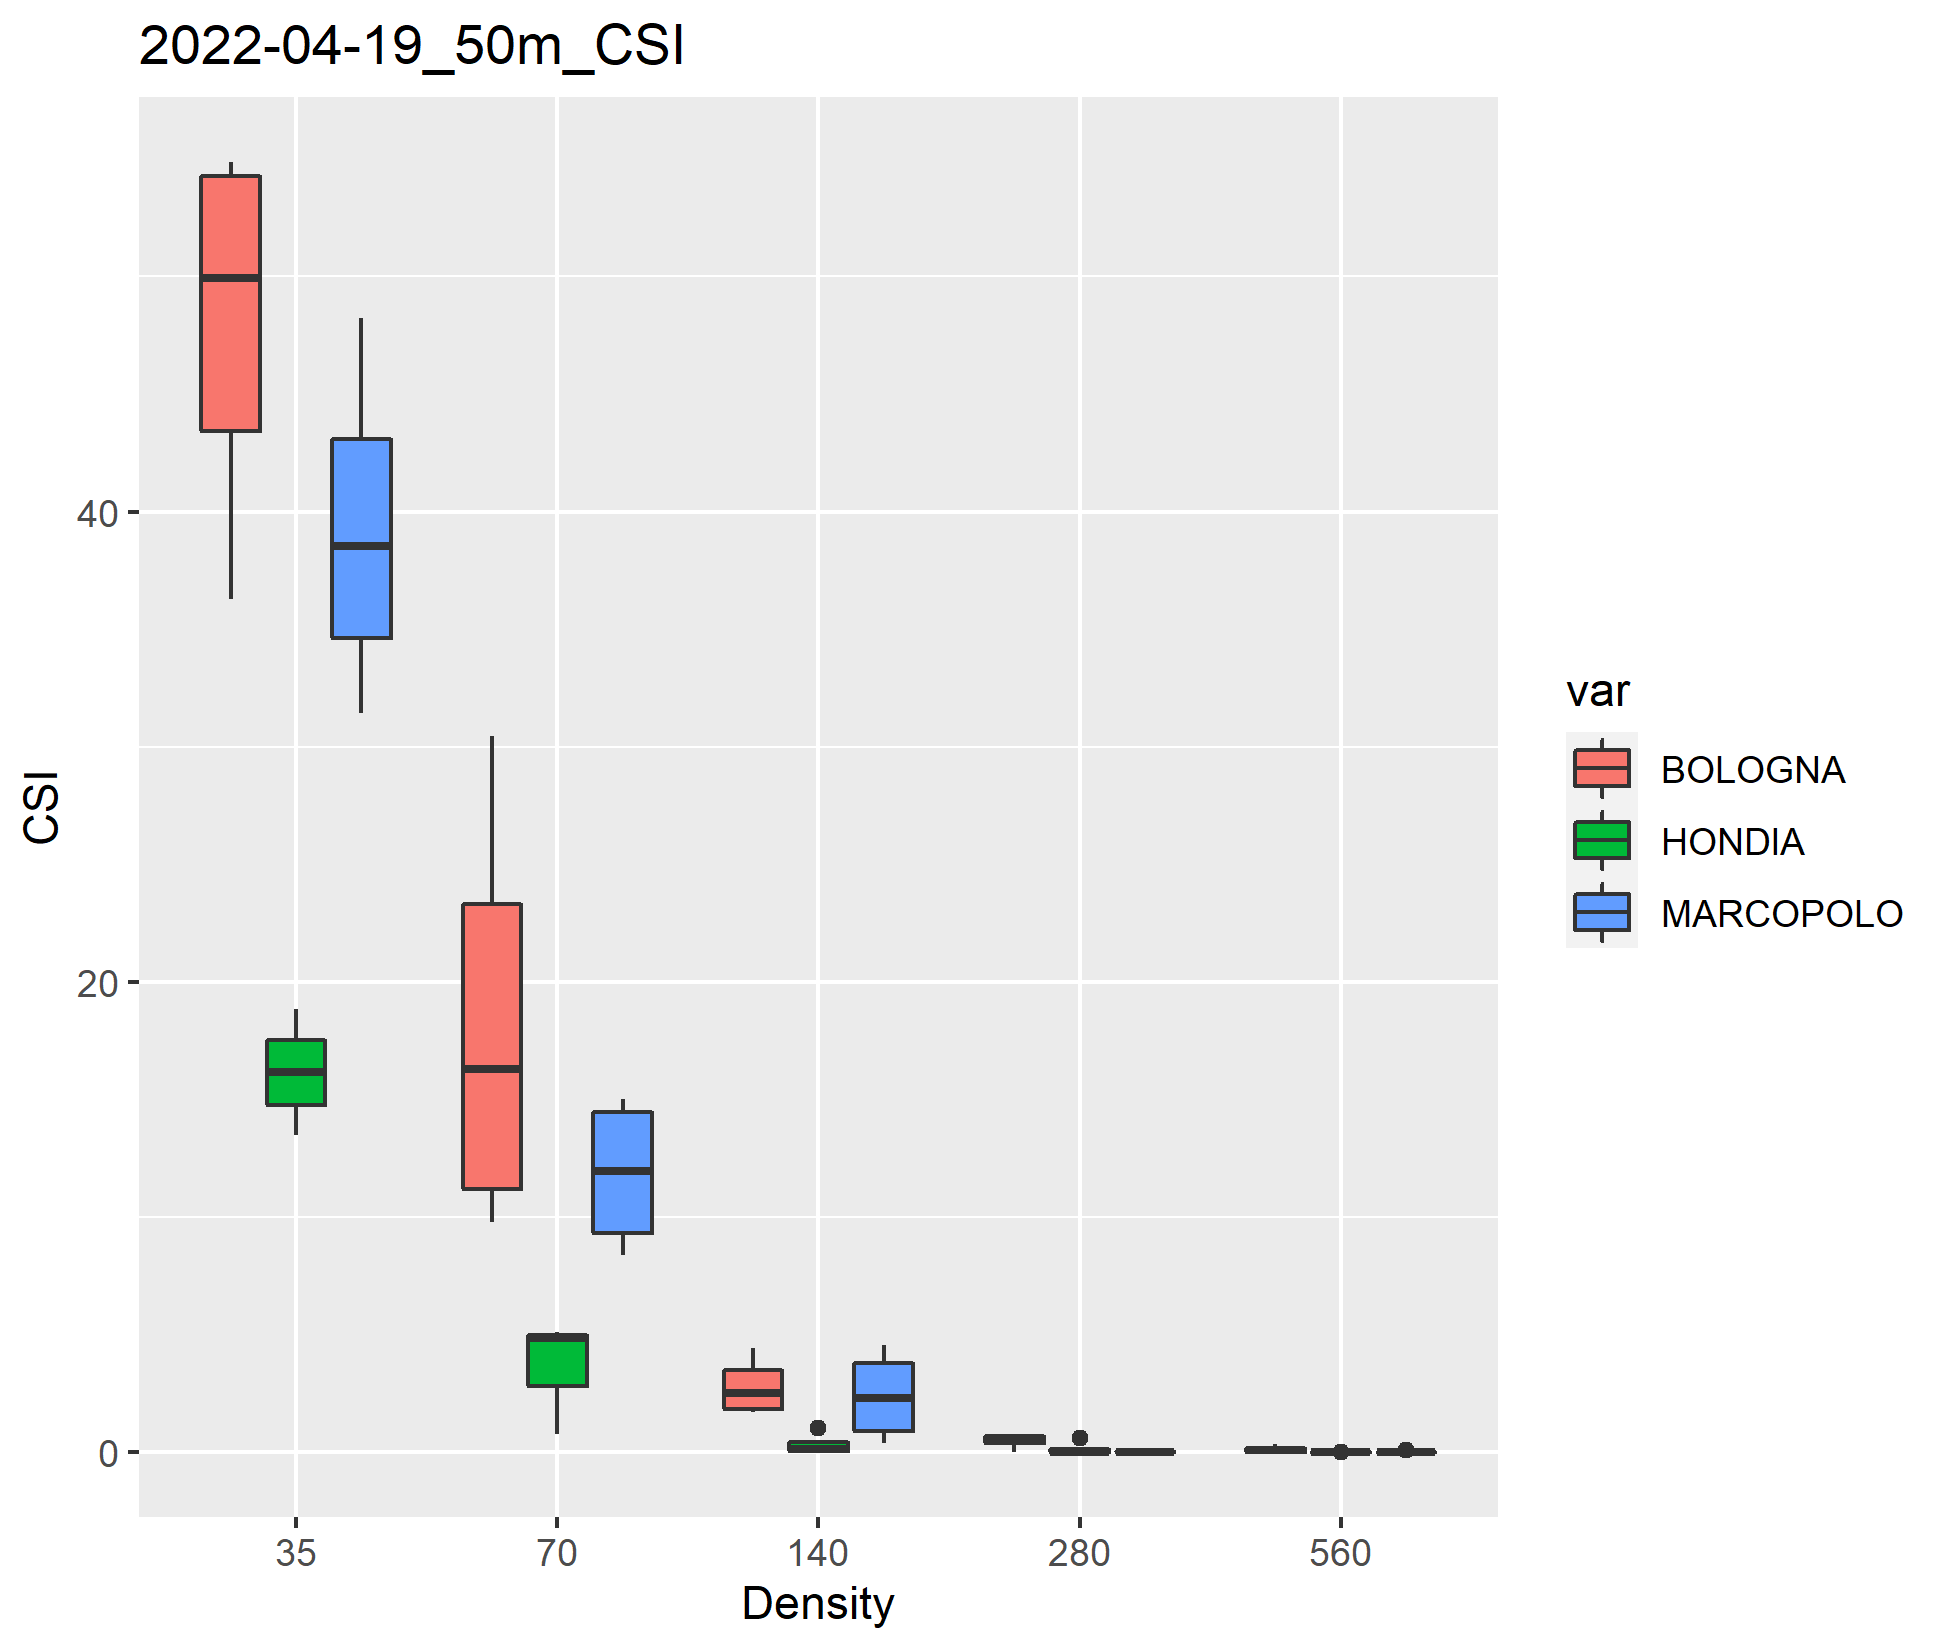 2022-04-19_50m_CSI
CSI
40
20
0
35 70 140 280 560
Density
var
BOLOGNA
HONDIA
MARCOPOLO